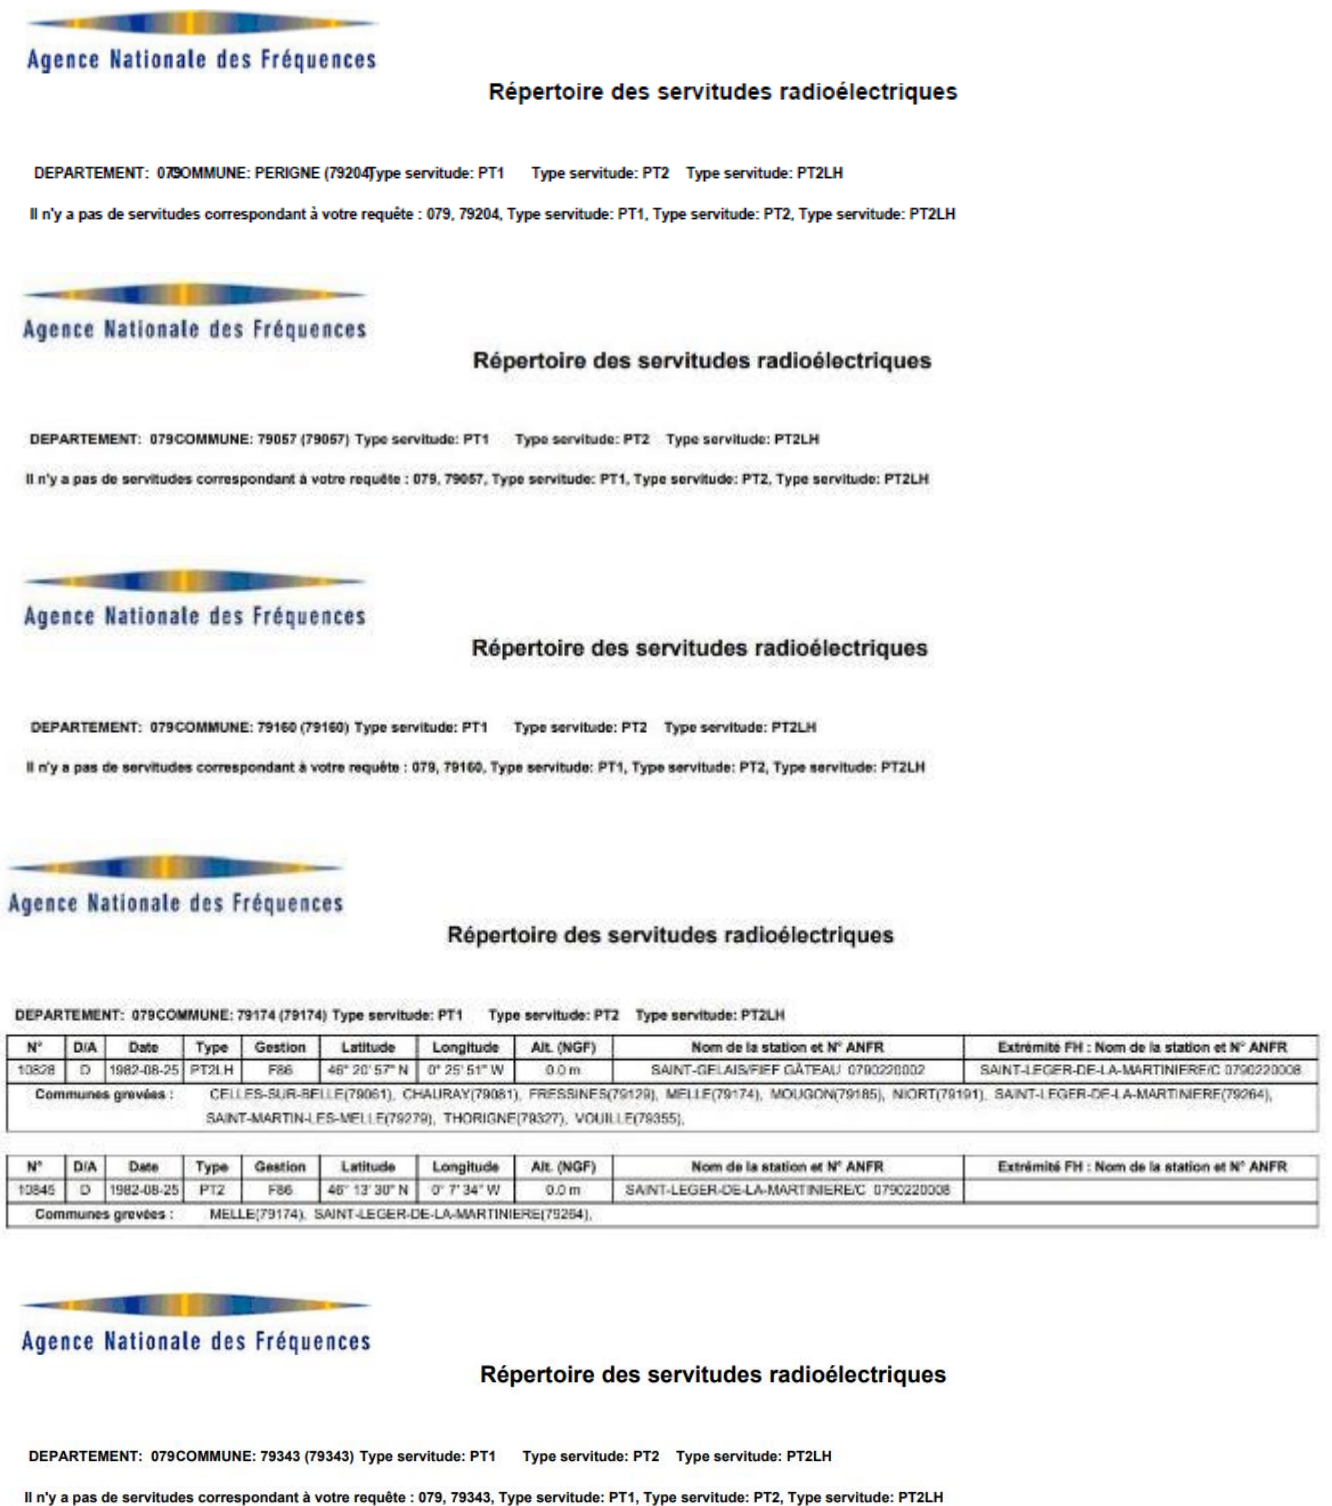 Agence Nationale des Fréquences
Répertoire des servitudes radioélectriques
DEPARTEMENT: 079COMMUNE: PERIGNE (79204)Type servitude: PT1 Type servitude: PT2 Type servitude: PT2LH
Il n'y a pas de servitudes correspondant à votre requête : 079, 79204, Type servitude: PT1, Type servitude: PT2, Type servitude: PT2LH
Agence Nationale des Fréquences
Répertoire des servitudes radioélectriques
DEPARTEMENT: 079COMMUNE: 79057 (79057) Type servitude: PT1 Type servitude: PT2 Type servitude: PT2LH
Il n'y a pas de servitudes correspondant à votre requête : 079, 79057, Type servitude: PT1, Type servitude: PT2, Type servitude: PT2LH
Agence Nationale des Fréquences
Répertoire des servitudes radioélectriques
DEPARTEMENT: 079COMMUNE: 79160 (79160) Type servitude: PT1 Type servitude: PT2 Type servitude: PT2LH
Il n'y a pas de servitudes correspondant à votre requête : 079, 79160, Type servitude: PT1, Type servitude: PT2, Type servitude: PT2LH
Agence Nationale des Fréquences
Répertoire des servitudes radioélectriques
DEPARTEMENT: 079COMMUNE: 79174 (79174) Type servitude: PT1 Type servitude: PT2 Type servitude: PT2LH
N° D/A Date Type Gestion Latitude Longitude Alt. (NGF) Nom de la station et N° ANFR Extrémité FH : Nom de la station et N° ANFR
10828 D 1982-08-25 PT2LH F86 46° 20' 57" N 0° 25' 51" W 0.0 m SAINT-GELAIS/FIEF GÂTEAU 0790220002 SAINT-LEGER-DE-LA-MARTINIERE/C 0790220008
Communes grevées : CELLES-SUR-BELLE(79061), CHAURAY(79081), FRESSINES(79129), MELLE(79174), MOUGON(79185), NIORT(79191), SAINT-LEGER-DE-LA-MARTINIERE(79264),
SAINT-MARTIN-LES-MELLE(79279), THORIGNE(79327), VOUILLE(79355),
N° D/A Date Type Gestion Latitude Longitude Alt. (NGF) Nom de la station et N° ANFR Extrémité FH : Nom de la station et N° ANFR
10845 D 1982-08-25 PT2 F86 46° 13' 30" N 0° 7' 34" W 0.0 m SAINT-LEGER-DE-LA-MARTINIERE/C 0790220008
Communes grevées : MELLE(79174), SAINT-LEGER-DE-LA-MARTINIERE(79264),
Agence Nationale des Fréquences
Répertoire des servitudes radioélectriques
DEPARTEMENT: 079COMMUNE: 79343 (79343) Type servitude: PT1 Type servitude: PT2 Type servitude: PT2LH
Il n'y a pas de servitudes correspondant à votre requête : 079, 79343, Type servitude: PT1, Type servitude: PT2, Type servitude: PT2LH